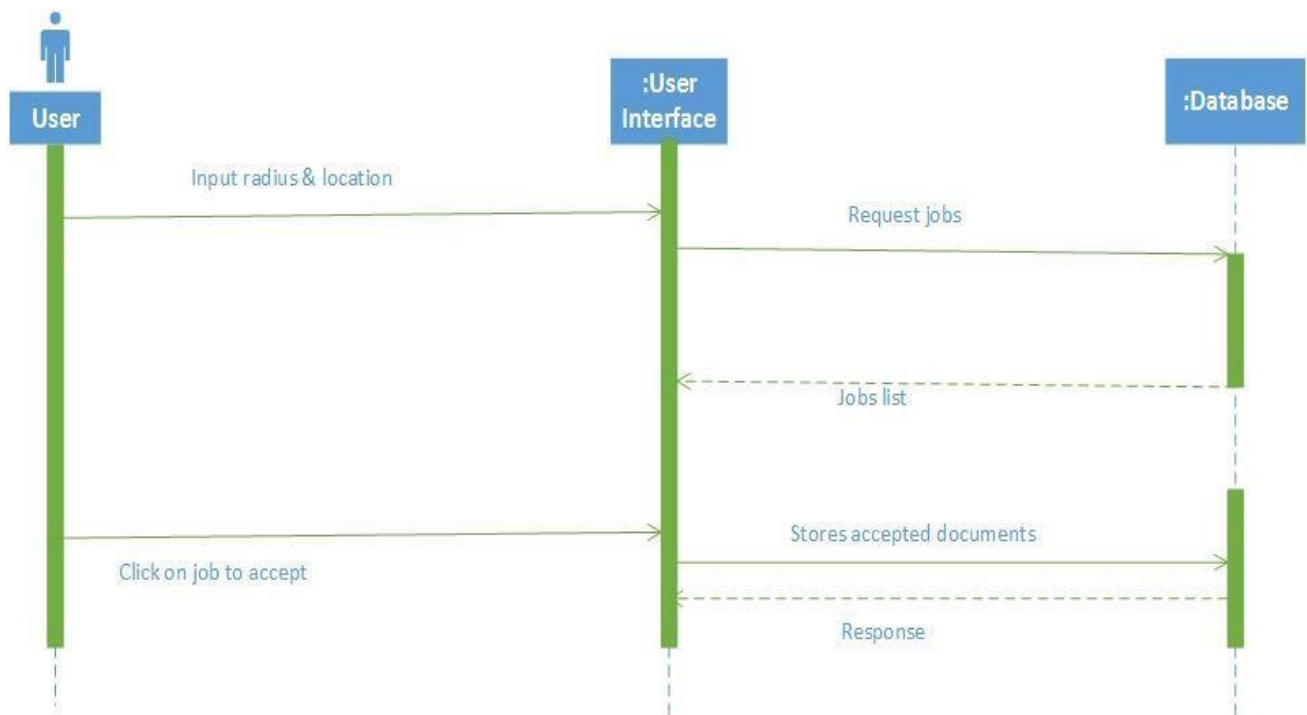 User
:User
Interface
:Database
Input radius & location
Request jobs
Jobs list
Click on job to accept
Stores accepted documents
Response